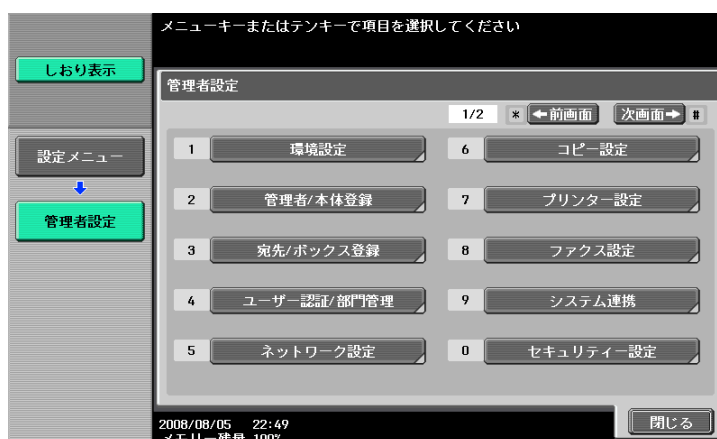 メニューキーまたはテンキーで項目を選択してください
しおり表示
管理者設定
1/2 * ←前画面 次画面→ #
設定メニュー
管理者設定
1 環境設定
2 管理者/本体登録
3 宛先/ボックス登録
4 ユーザー認証/部門管理
5 ネットワーク設定
6 コピー設定
7 プリンター設定
8 ファクス設定
9 システム連携
0 セキュリティー設定
2008/08/05 22:49
メモリー残量 100%
閉じる